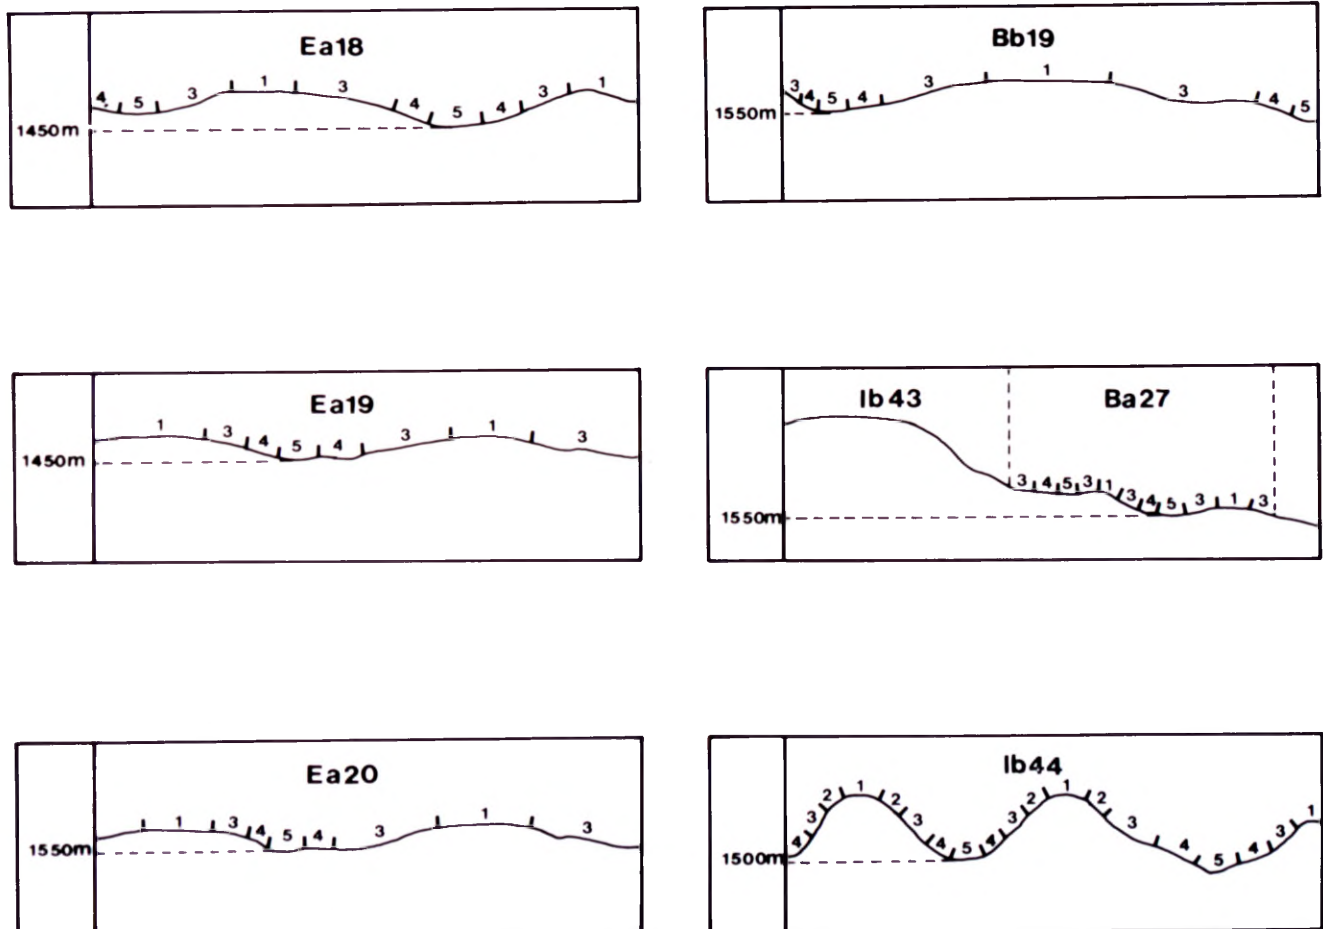 Ea18
4 5 3 1 3 4 5 4 3 1
1450m
Bb19
3 4 5 4 3 1 3 4 5
1550m
Ea19
1 3 4 5 4 3 1 3
1450m
Ib43 Ba27
3 4 5 3 1 3 4 5 3 1 3
1550m
Ea20
1 3 4 5 4 3 1 3
1550m
Ib44
4 3 2 1 2 3 4 5 4 3 2 1 2 3 4 5 4 3 1
1500m